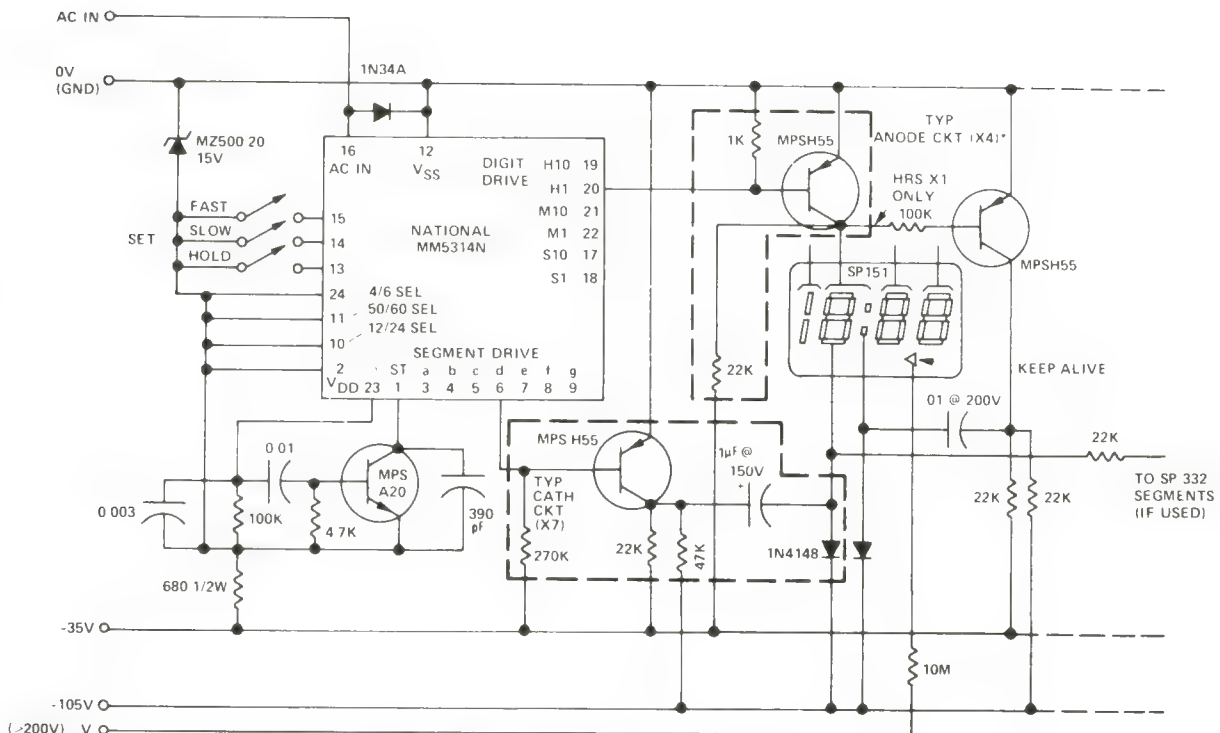 AC IN
0V
(GND)
1N34A
MZ500 20
15V
16
AC IN
12
VSS
DIGIT
DRIVE
H10 19
H1 20
M10 21
M1 22
S10 17
S1 18
NATIONAL
MM5314N
SET
FAST
SLOW
HOLD
15
14
13
24
11
10
2
4/6 SEL
50/60 SEL
12/24 SEL
SEGMENT DRIVE
VDD 23
ST a b c d e f g
1 3 4 5 6 7 8 9
1K
MPSH55
TYP
ANODE CKT (X4)*
HRS X1
ONLY
100K
MPSH55
SP151
22K
KEEP ALIVE
01 @ 200V
22K
TO SP 332
SEGMENTS
(IF USED)
22K
22K
0 003
0 01
100K
4 7K
MPS
A20
390
pF
680 1/2W
MPS H55
TYP
CATH
CKT
(X7)
270K
22K
47K
1µF @
150V
+
1N4148
10M
-35V
-105V
(>200V) V